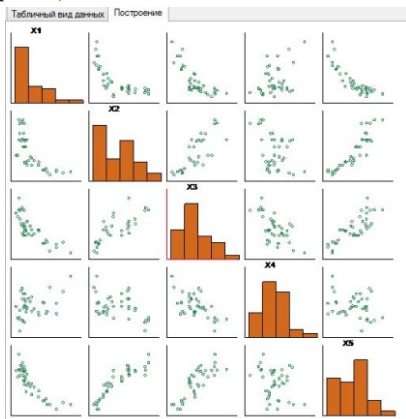 Табличный вид данных Построение
X1
X2
X3
X4
X5